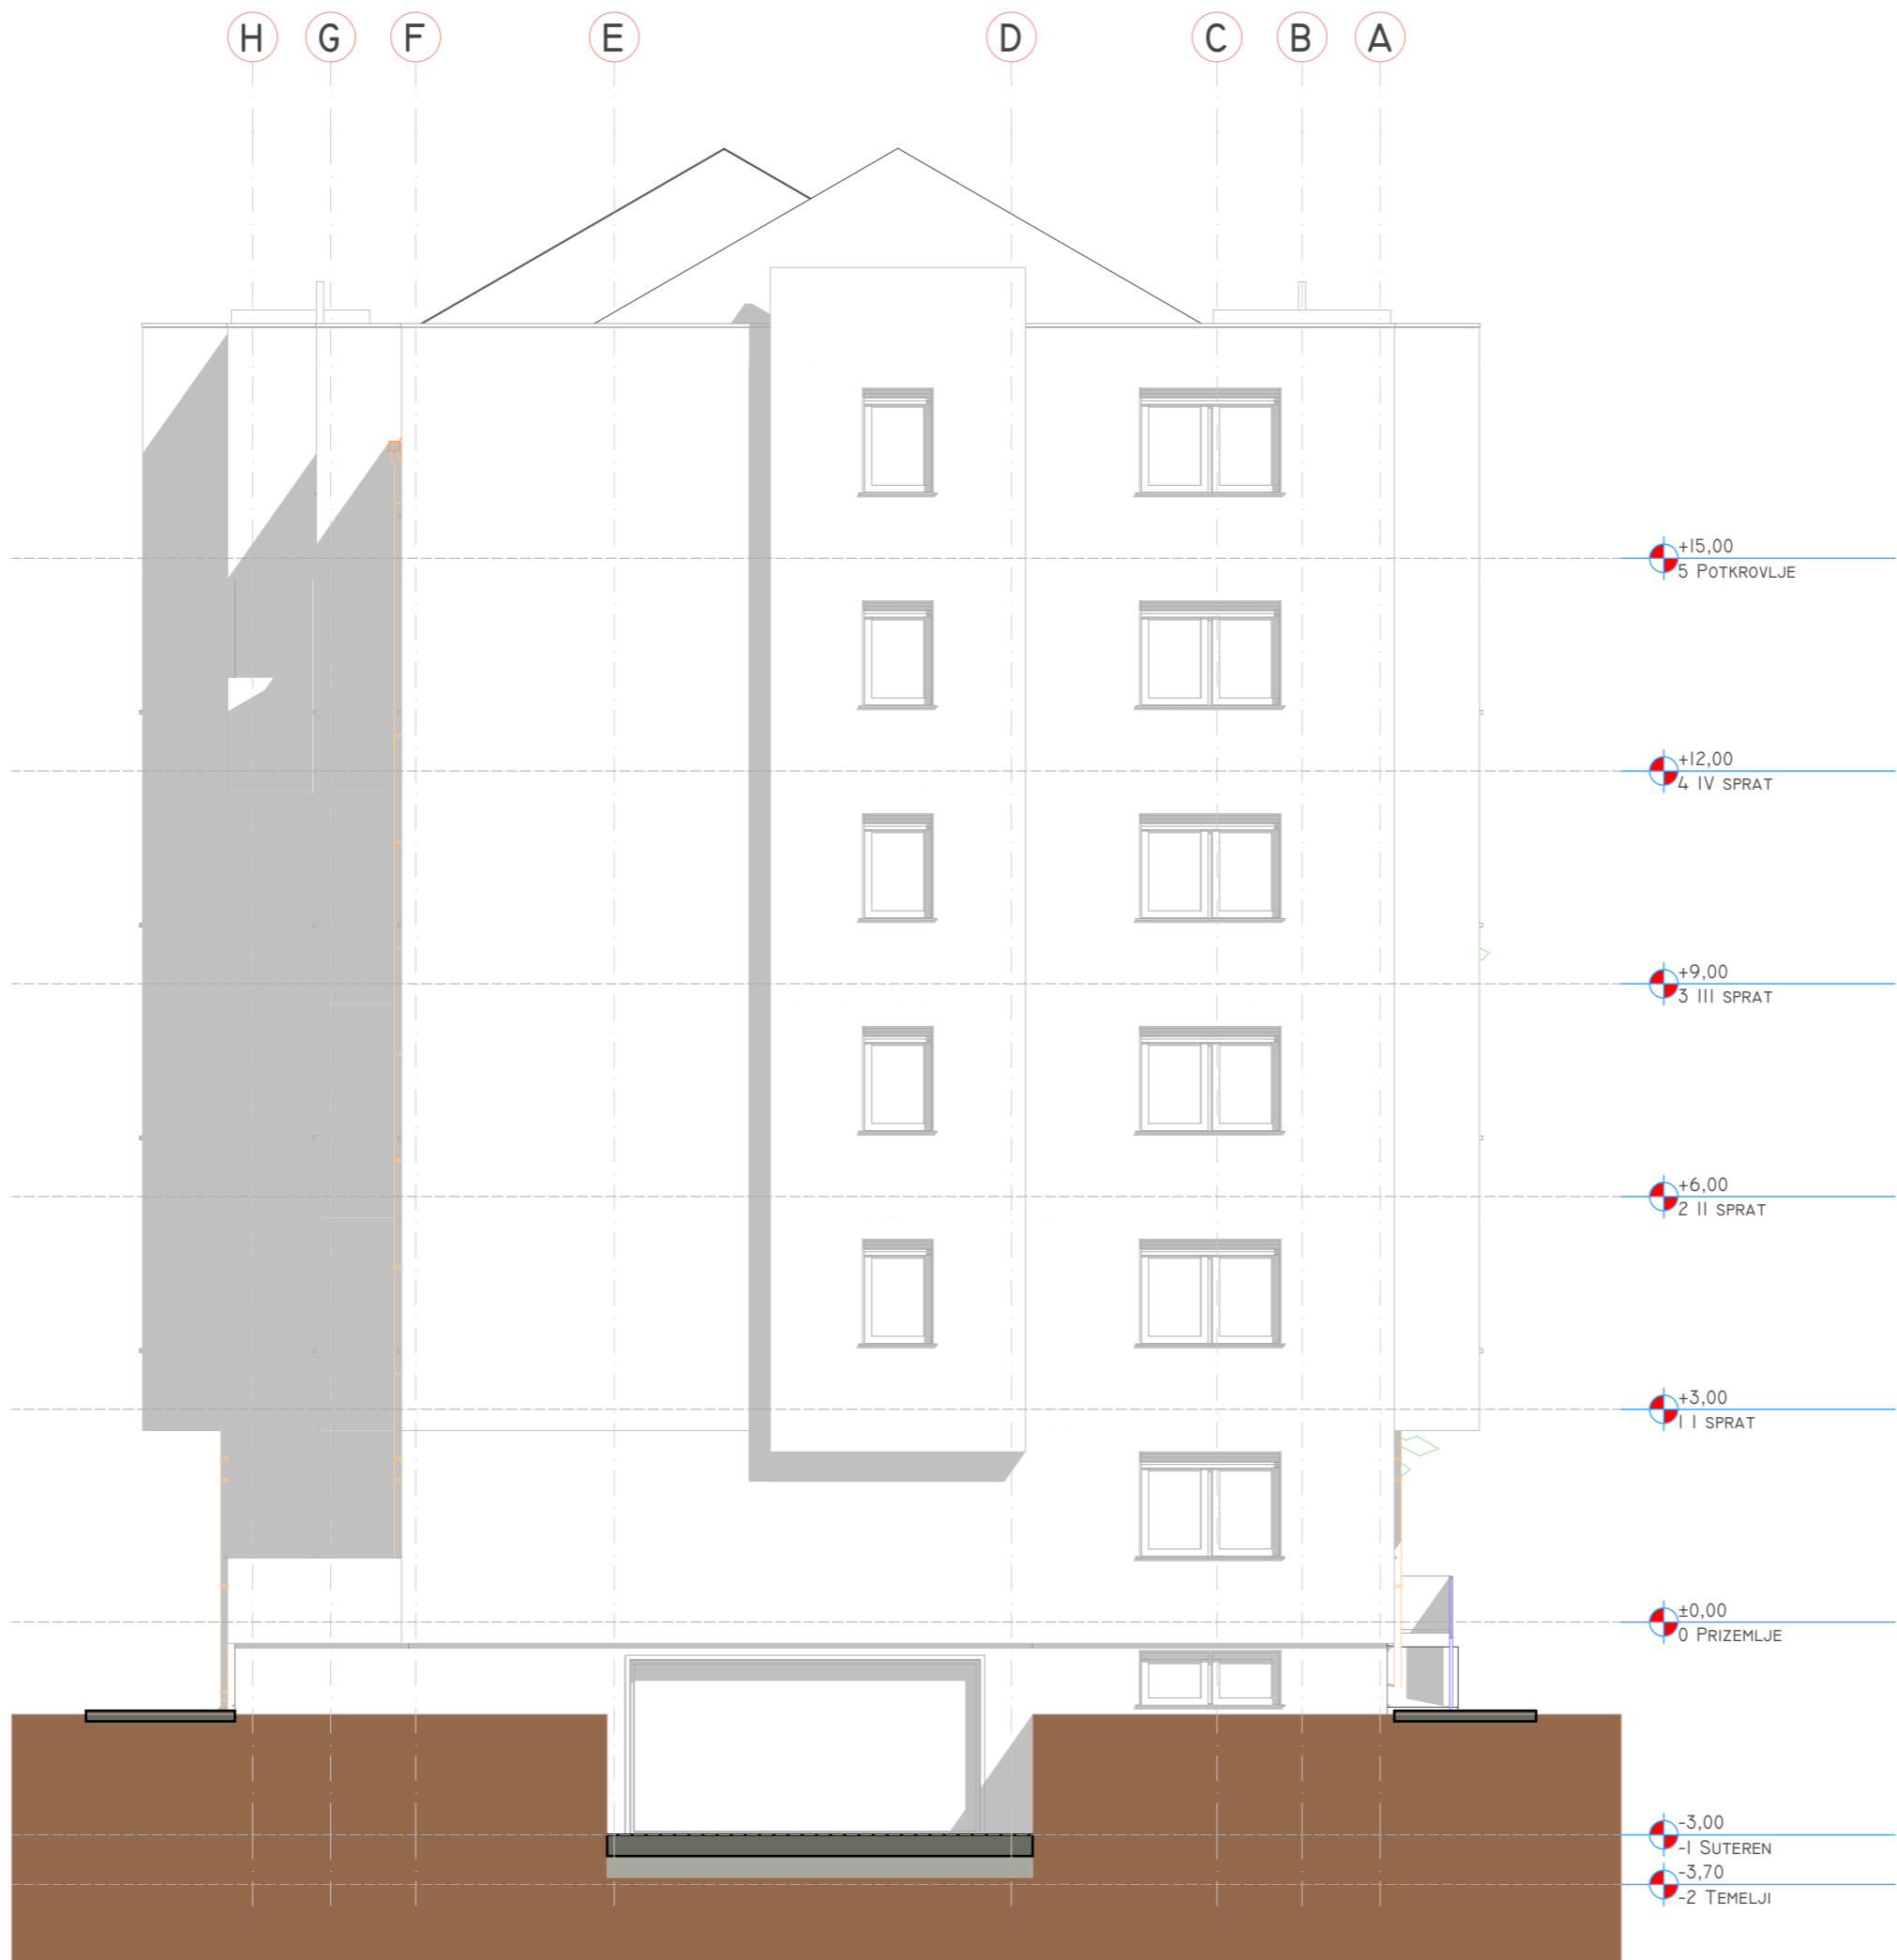 H G F E D C B A
+15,00
5 POTKROVLJE
+12,00
4 IV SPRAT
+9,00
3 III SPRAT
+6,00
2 II SPRAT
+3,00
1 I SPRAT
±0,00
0 PRIZEMLJE
-3,00
-1 SUTEREN
-3,70
-2 TEMELJI